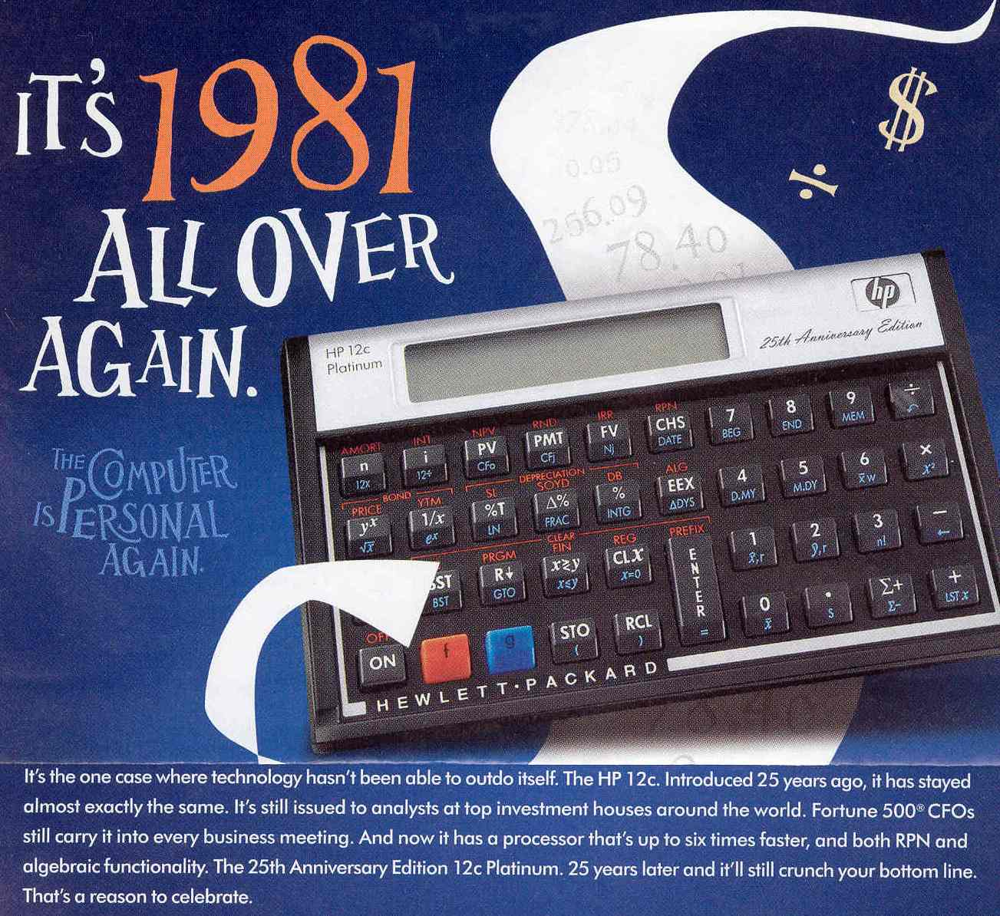 IT'S 1981
ALL OVER
AGAIN.
THE COMPUTER
IS PERSONAL
AGAIN.
$
÷
0.05
266.09
78.40
hp
HP 12c
Platinum
25th Anniversary Edition
AMORT INT NPV RND IRR RPN
n i PV PMT FV CHS 7 8 9 ÷
12x 12÷ CFo CFj Nj DATE BEG END MEM
BOND DEPRECIATION
PRICE YTM SL SOYD DB ALG
yx 1/x %T Δ% % EEX 4 5 6 ×
√x ex LN FRAC INTG ΔDYS D.MY M.DY x̄w x²
CLEAR
PRGM FIN REG PREFIX
SST R↓ x≷y CLx ENTER 1 2 3 −
BST GTO x≤y x=0 = x̂,r ŷ,r n! ←
OFF
ON f g STO RCL 0 . Σ+ +
( ) x̄ s Σ− LST x
HEWLETT·PACKARD
It's the one case where technology hasn't been able to outdo itself. The HP 12c. Introduced 25 years ago, it has stayed
almost exactly the same. It's still issued to analysts at top investment houses around the world. Fortune 500® CFOs
still carry it into every business meeting. And now it has a processor that's up to six times faster, and both RPN and
algebraic functionality. The 25th Anniversary Edition 12c Platinum. 25 years later and it'll still crunch your bottom line.
That's a reason to celebrate.